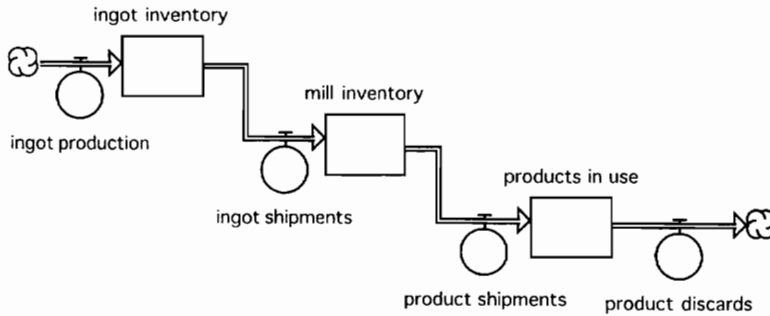 ingot inventory
ingot production
mill inventory
ingot shipments
products in use
product shipments
product discards